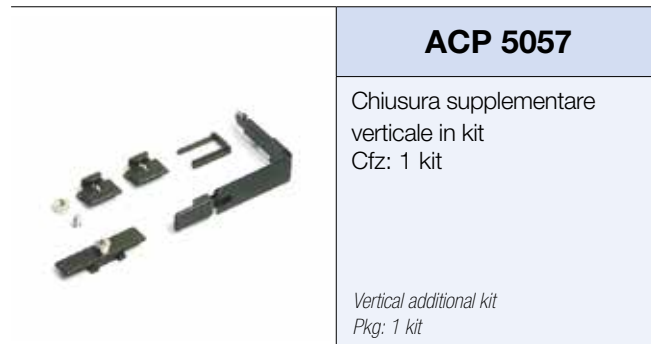 ACP 5057
Chiusura supplementare
verticale in kit
Cfz: 1 kit
Vertical additional kit
Pkg: 1 kit